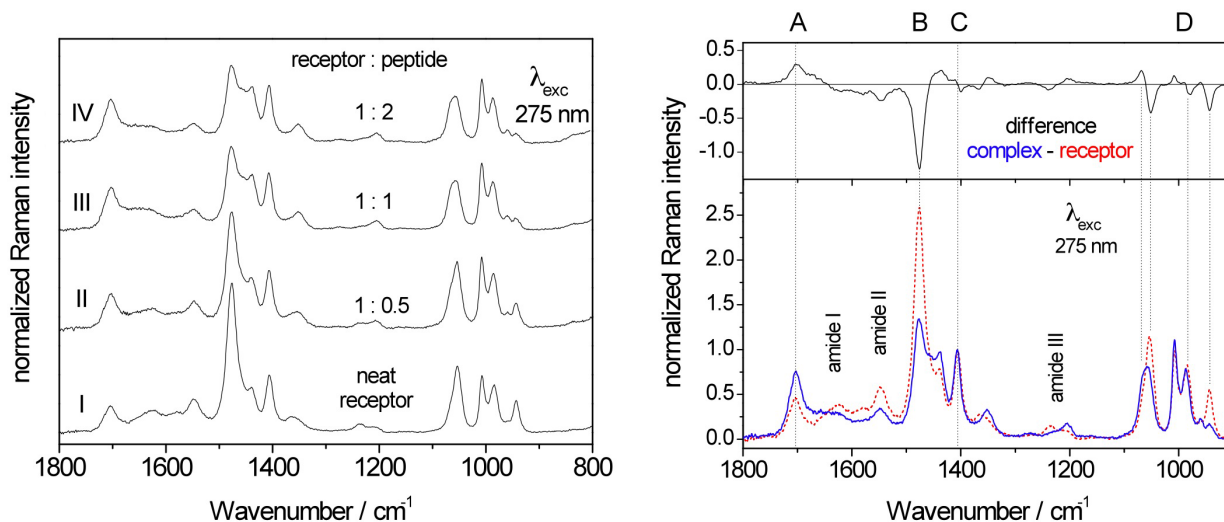 receptor : peptide
λexc
275 nm
IV
1 : 2
III
1 : 1
II
1 : 0.5
neat
receptor
I
normalized Raman intensity
1800 1600 1400 1200 1000 800
Wavenumber / cm-1
A B C D
0.5
0.0
-0.5
-1.0
difference
complex - receptor
λexc
275 nm
2.5
2.0
1.5
1.0
0.5
0.0
amide I
amide II
amide III
normalized Raman intensity
1800 1600 1400 1200 1000
Wavenumber / cm-1